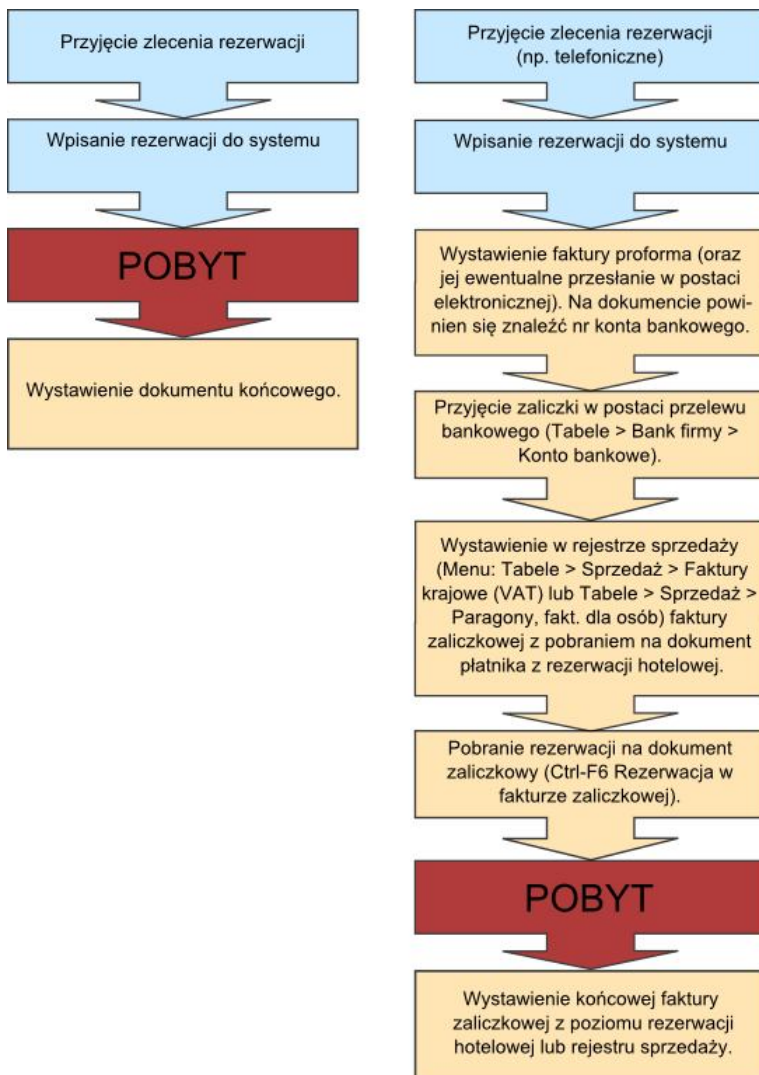 Przyjęcie zlecenia rezerwacji
Wpisanie rezerwacji do systemu
POBYT
Wystawienie dokumentu końcowego.
Przyjęcie zlecenia rezerwacji
(np. telefoniczne)
Wpisanie rezerwacji do systemu
Wystawienie faktury proforma (oraz
jej ewentualne przesłanie w postaci
elektronicznej). Na dokumencie powi-
nien się znaleźć nr konta bankowego.
Przyjęcie zaliczki w postaci przelewu
bankowego (Tabele > Bank firmy >
Konto bankowe).
Wystawienie w rejestrze sprzedaży
(Menu: Tabele > Sprzedaż > Faktury
krajowe (VAT) lub Tabele > Sprzedaż >
Paragony, fakt. dla osób) faktury
zaliczkowej z pobraniem na dokument
płatnika z rezerwacji hotelowej.
Pobranie rezerwacji na dokument
zaliczkowy (Ctrl-F6 Rezerwacja w
fakturze zaliczkowej).
POBYT
Wystawienie końcowej faktury
zaliczkowej z poziomu rezerwacji
hotelowej lub rejestru sprzedaży.